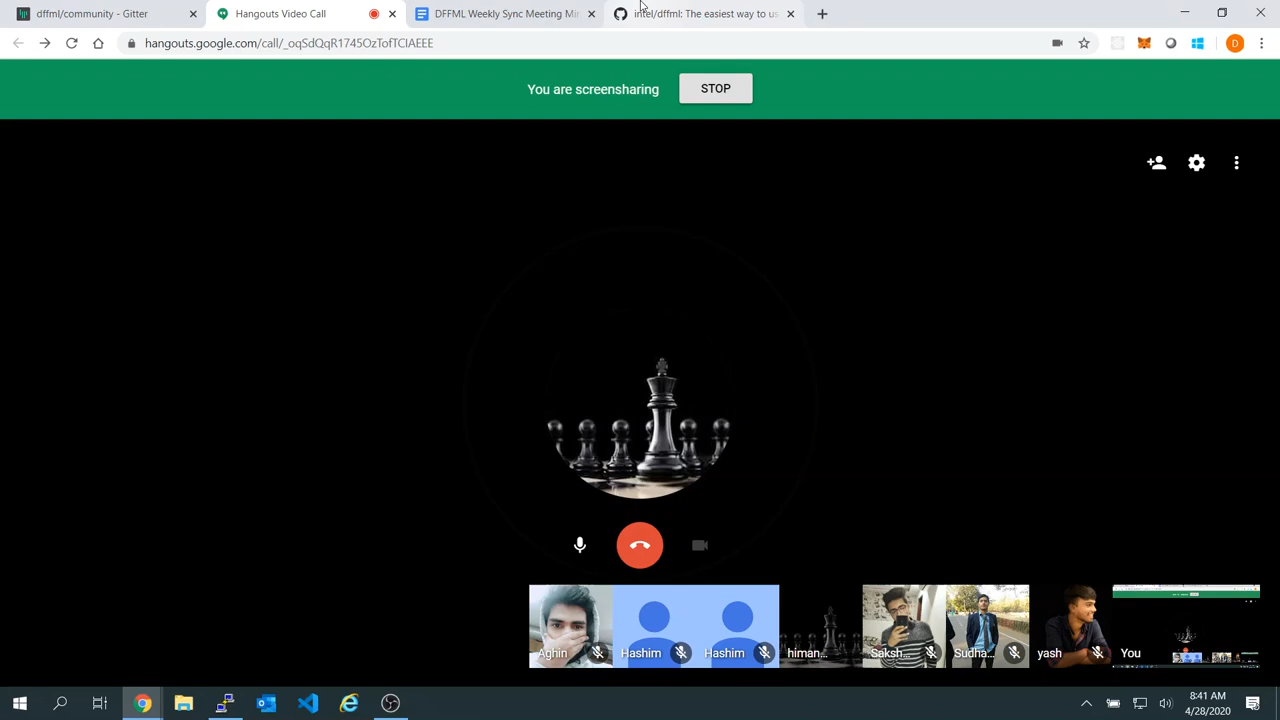 dffml/community - Gitter
Hangouts Video Call
DFFML Weekly Sync Meeting Min
intel/dffml: The easiest way to us
hangouts.google.com/call/_oqSdQqR1745OzTofTCIAEEE
D
You are screensharing
STOP
Aghin
Hashim
Hashim
himan...
Saksh...
Sudha...
yash
You
8:41 AM
4/28/2020